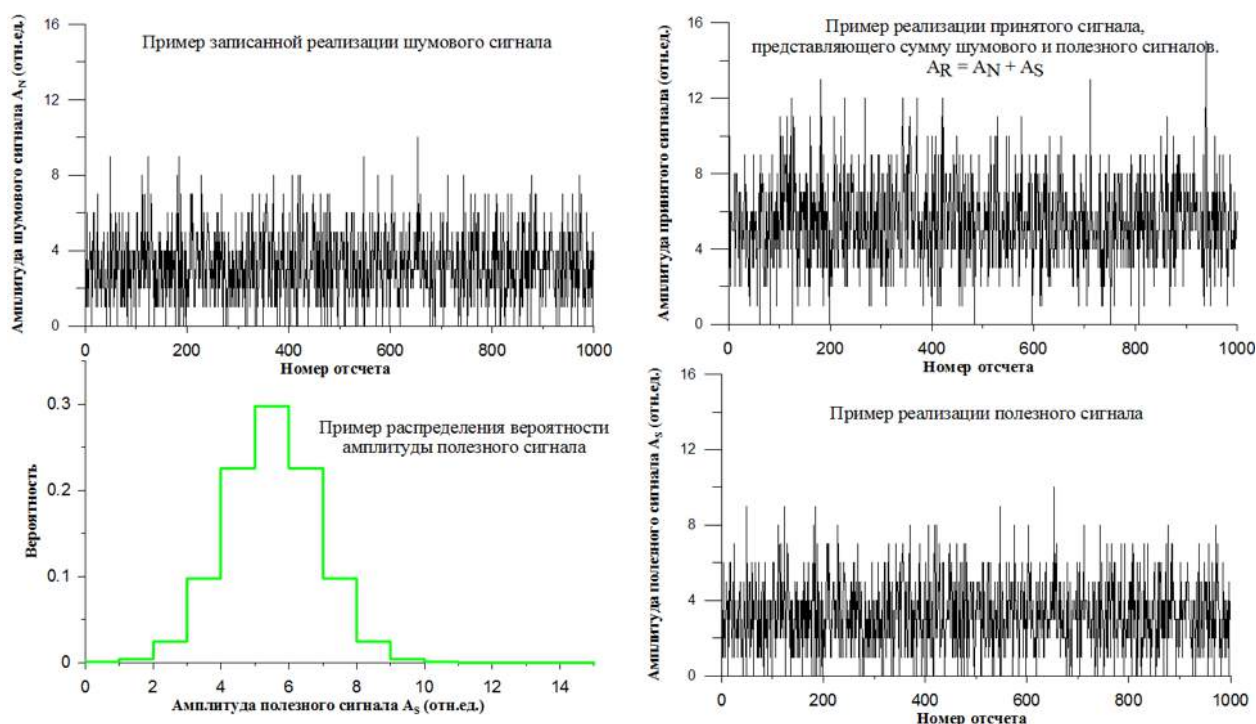 16
12
8
4
0
Амплитуда шумового сигнала A_N (отн.ед.)
Пример записанной реализации шумового сигнала
0 200 400 600 800 1000
Номер отсчета
16
12
8
4
0
Амплитуда принятого сигнала (отн.ед.)
Пример реализации принятого сигнала,
представляющего сумму шумового и полезного сигналов.
A_R = A_N + A_S
0 200 400 600 800 1000
Номер отсчета
0.3
0.2
0.1
0
Вероятность
Пример распределения вероятности
амплитуды полезного сигнала
0 2 4 6 8 10 12 14
Амплитуда полезного сигнала A_S (отн.ед.)
16
12
8
4
0
Амплитуда полезного сигнала A_S (отн.ед.)
Пример реализации полезного сигнала
0 200 400 600 800 1000
Номер отсчета